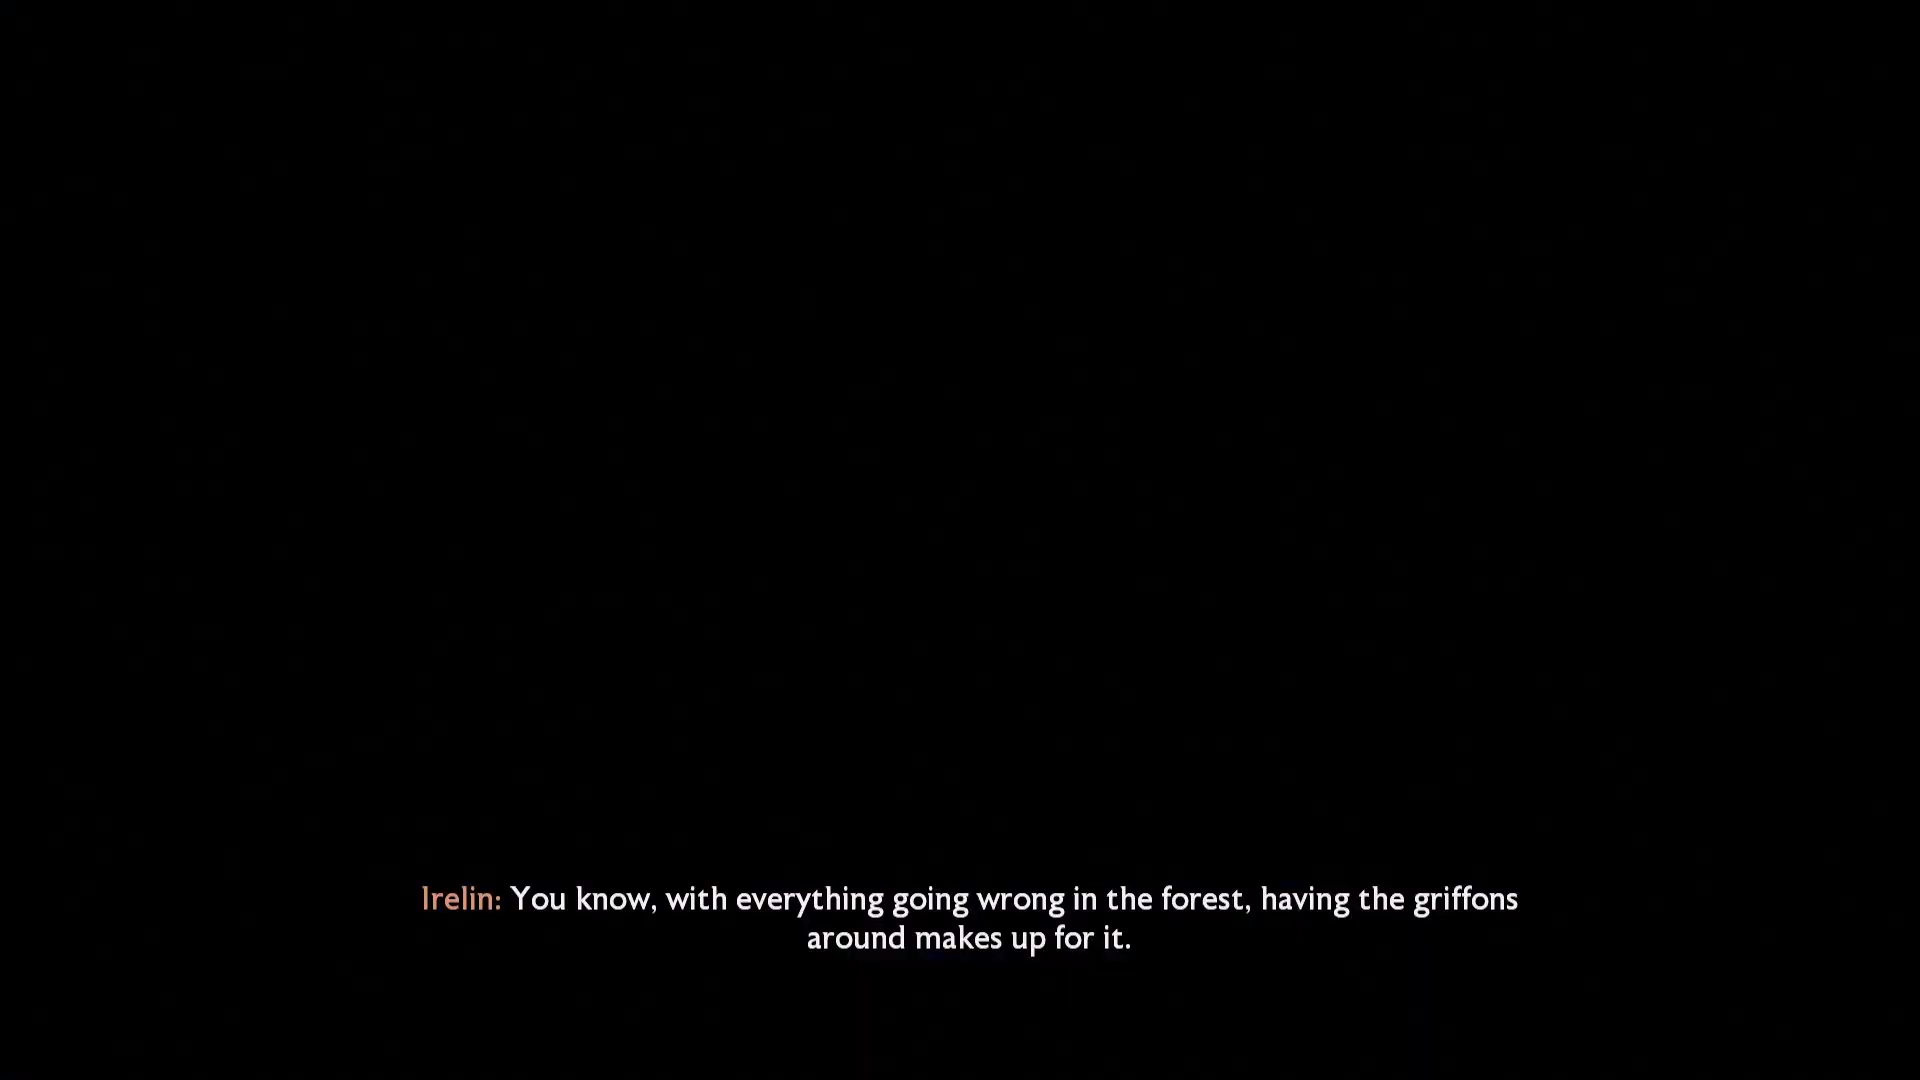 Irelin: You know, with everything going wrong in the forest, having the griffons
around makes up for it.